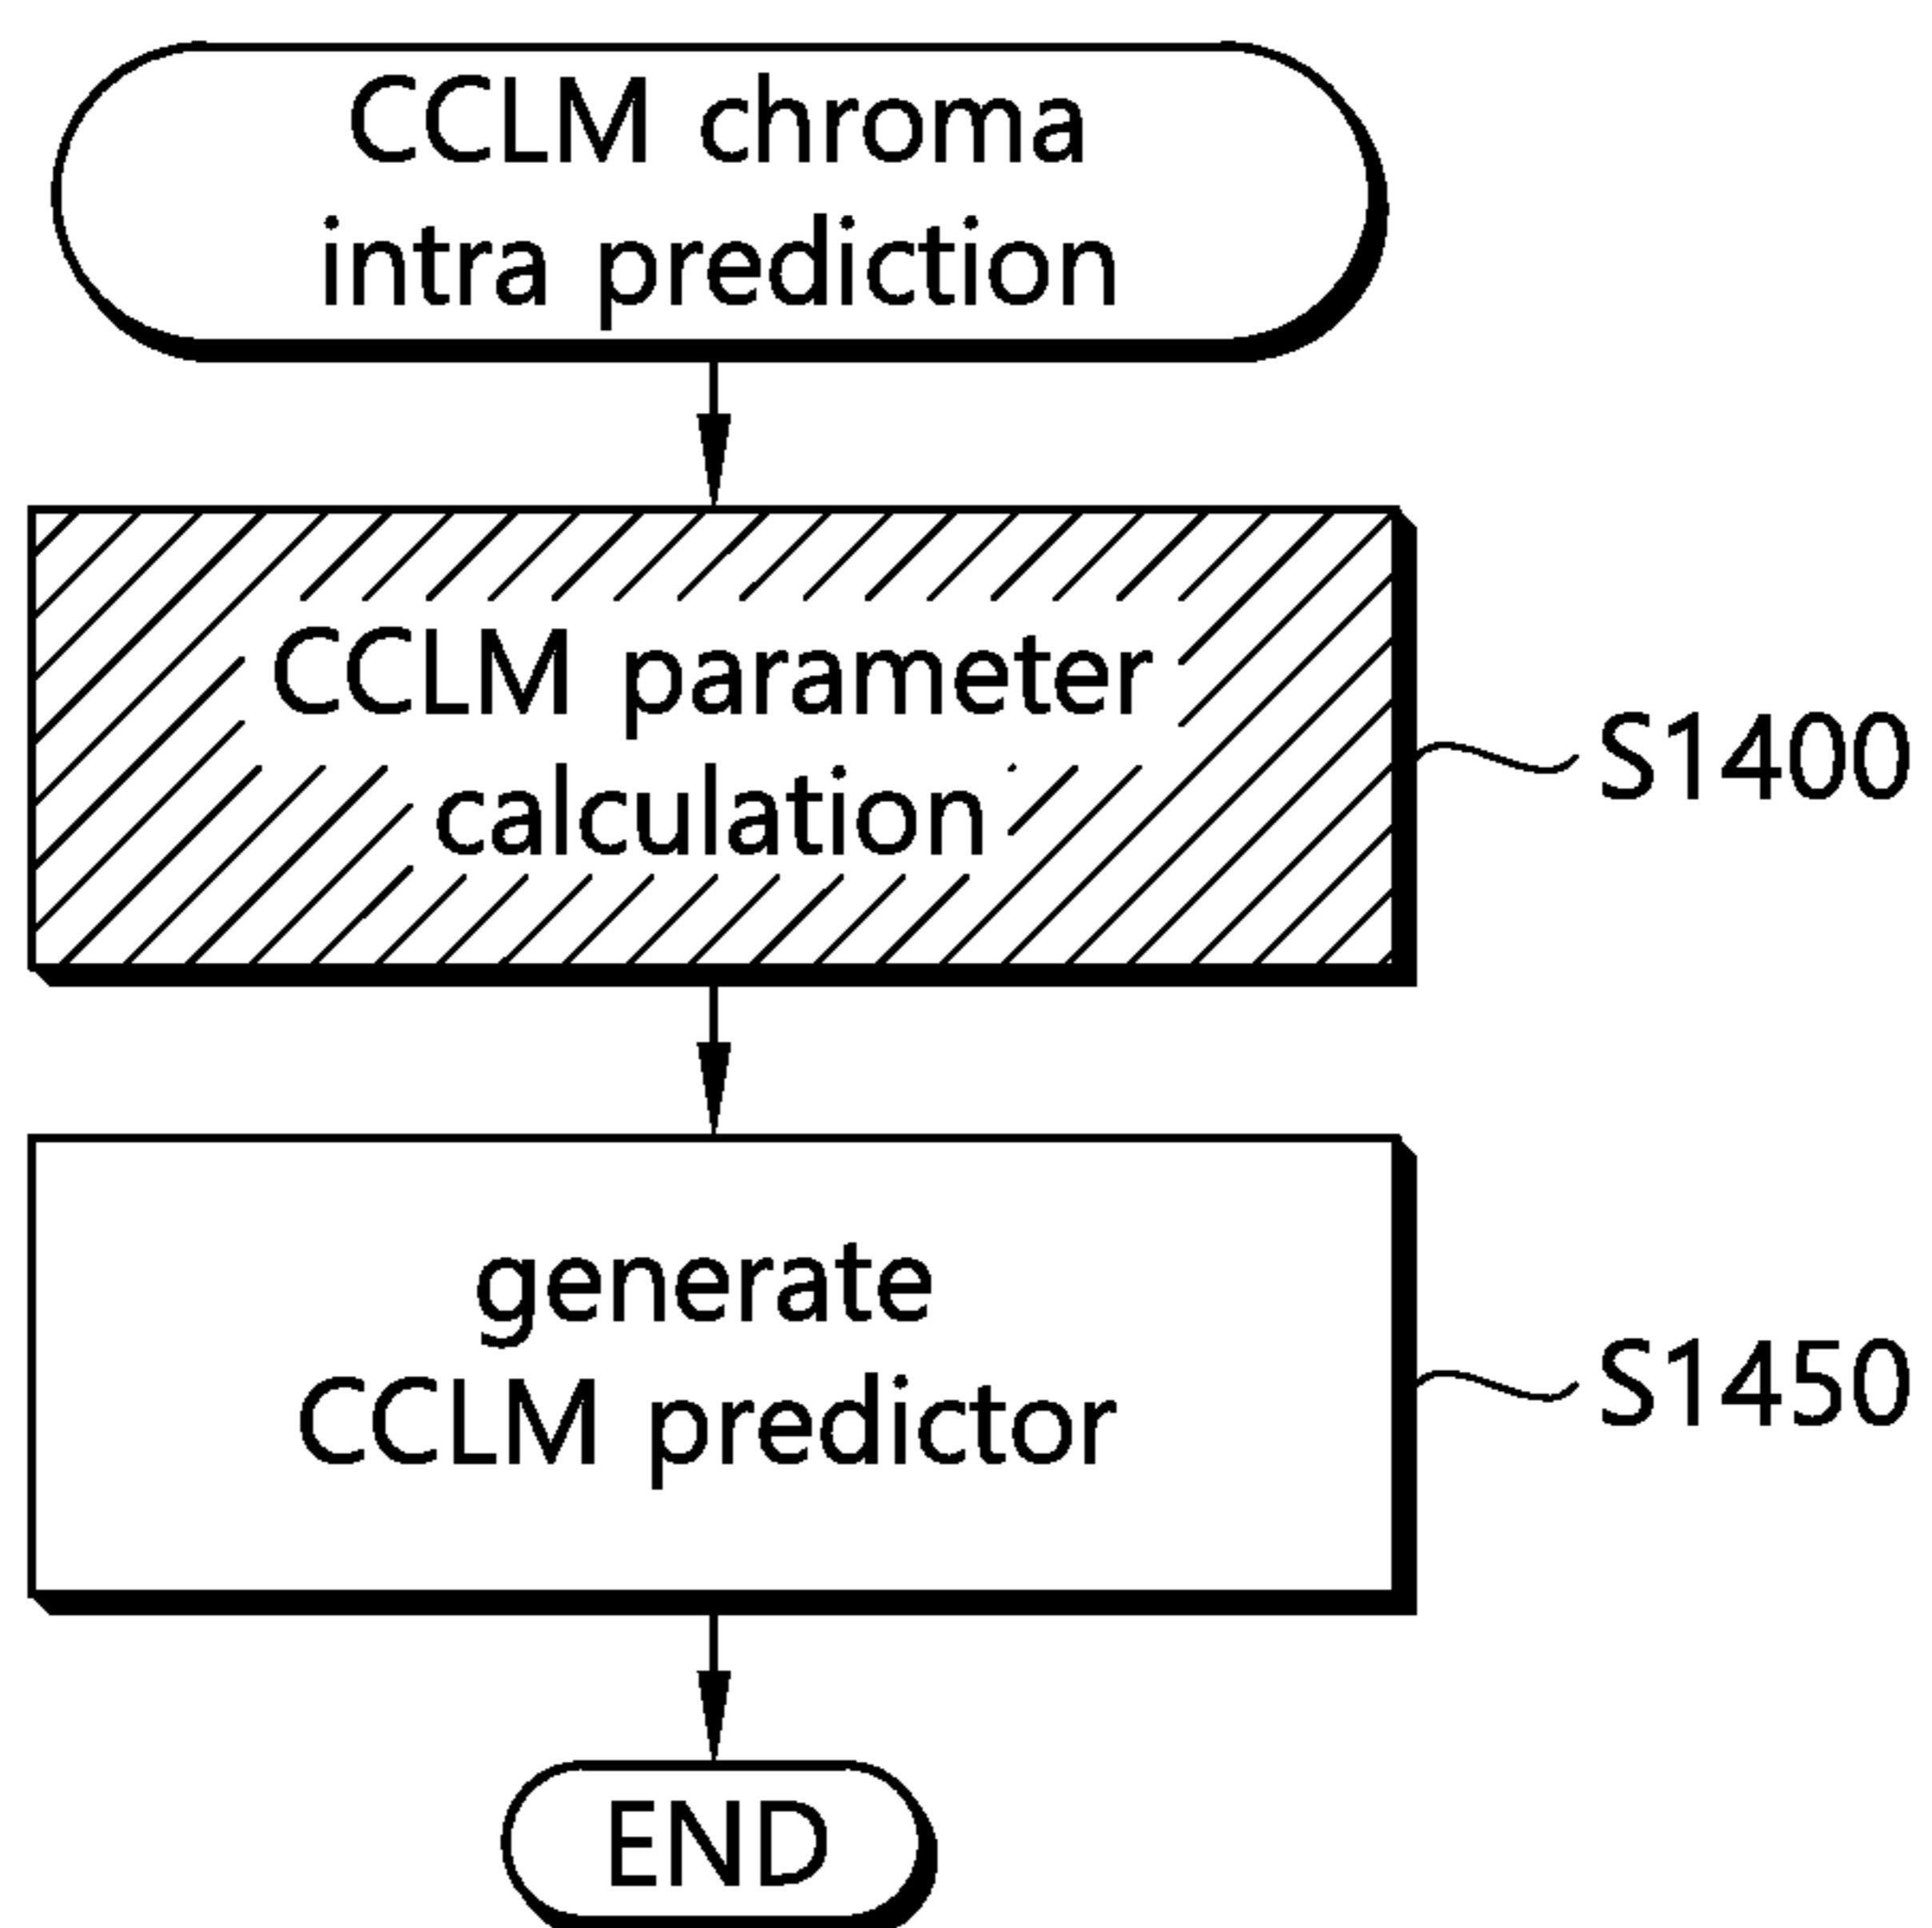 CCLM chroma
intra prediction
CCLM parameter
calculation
S1400
generate
CCLM predictor
S1450
END